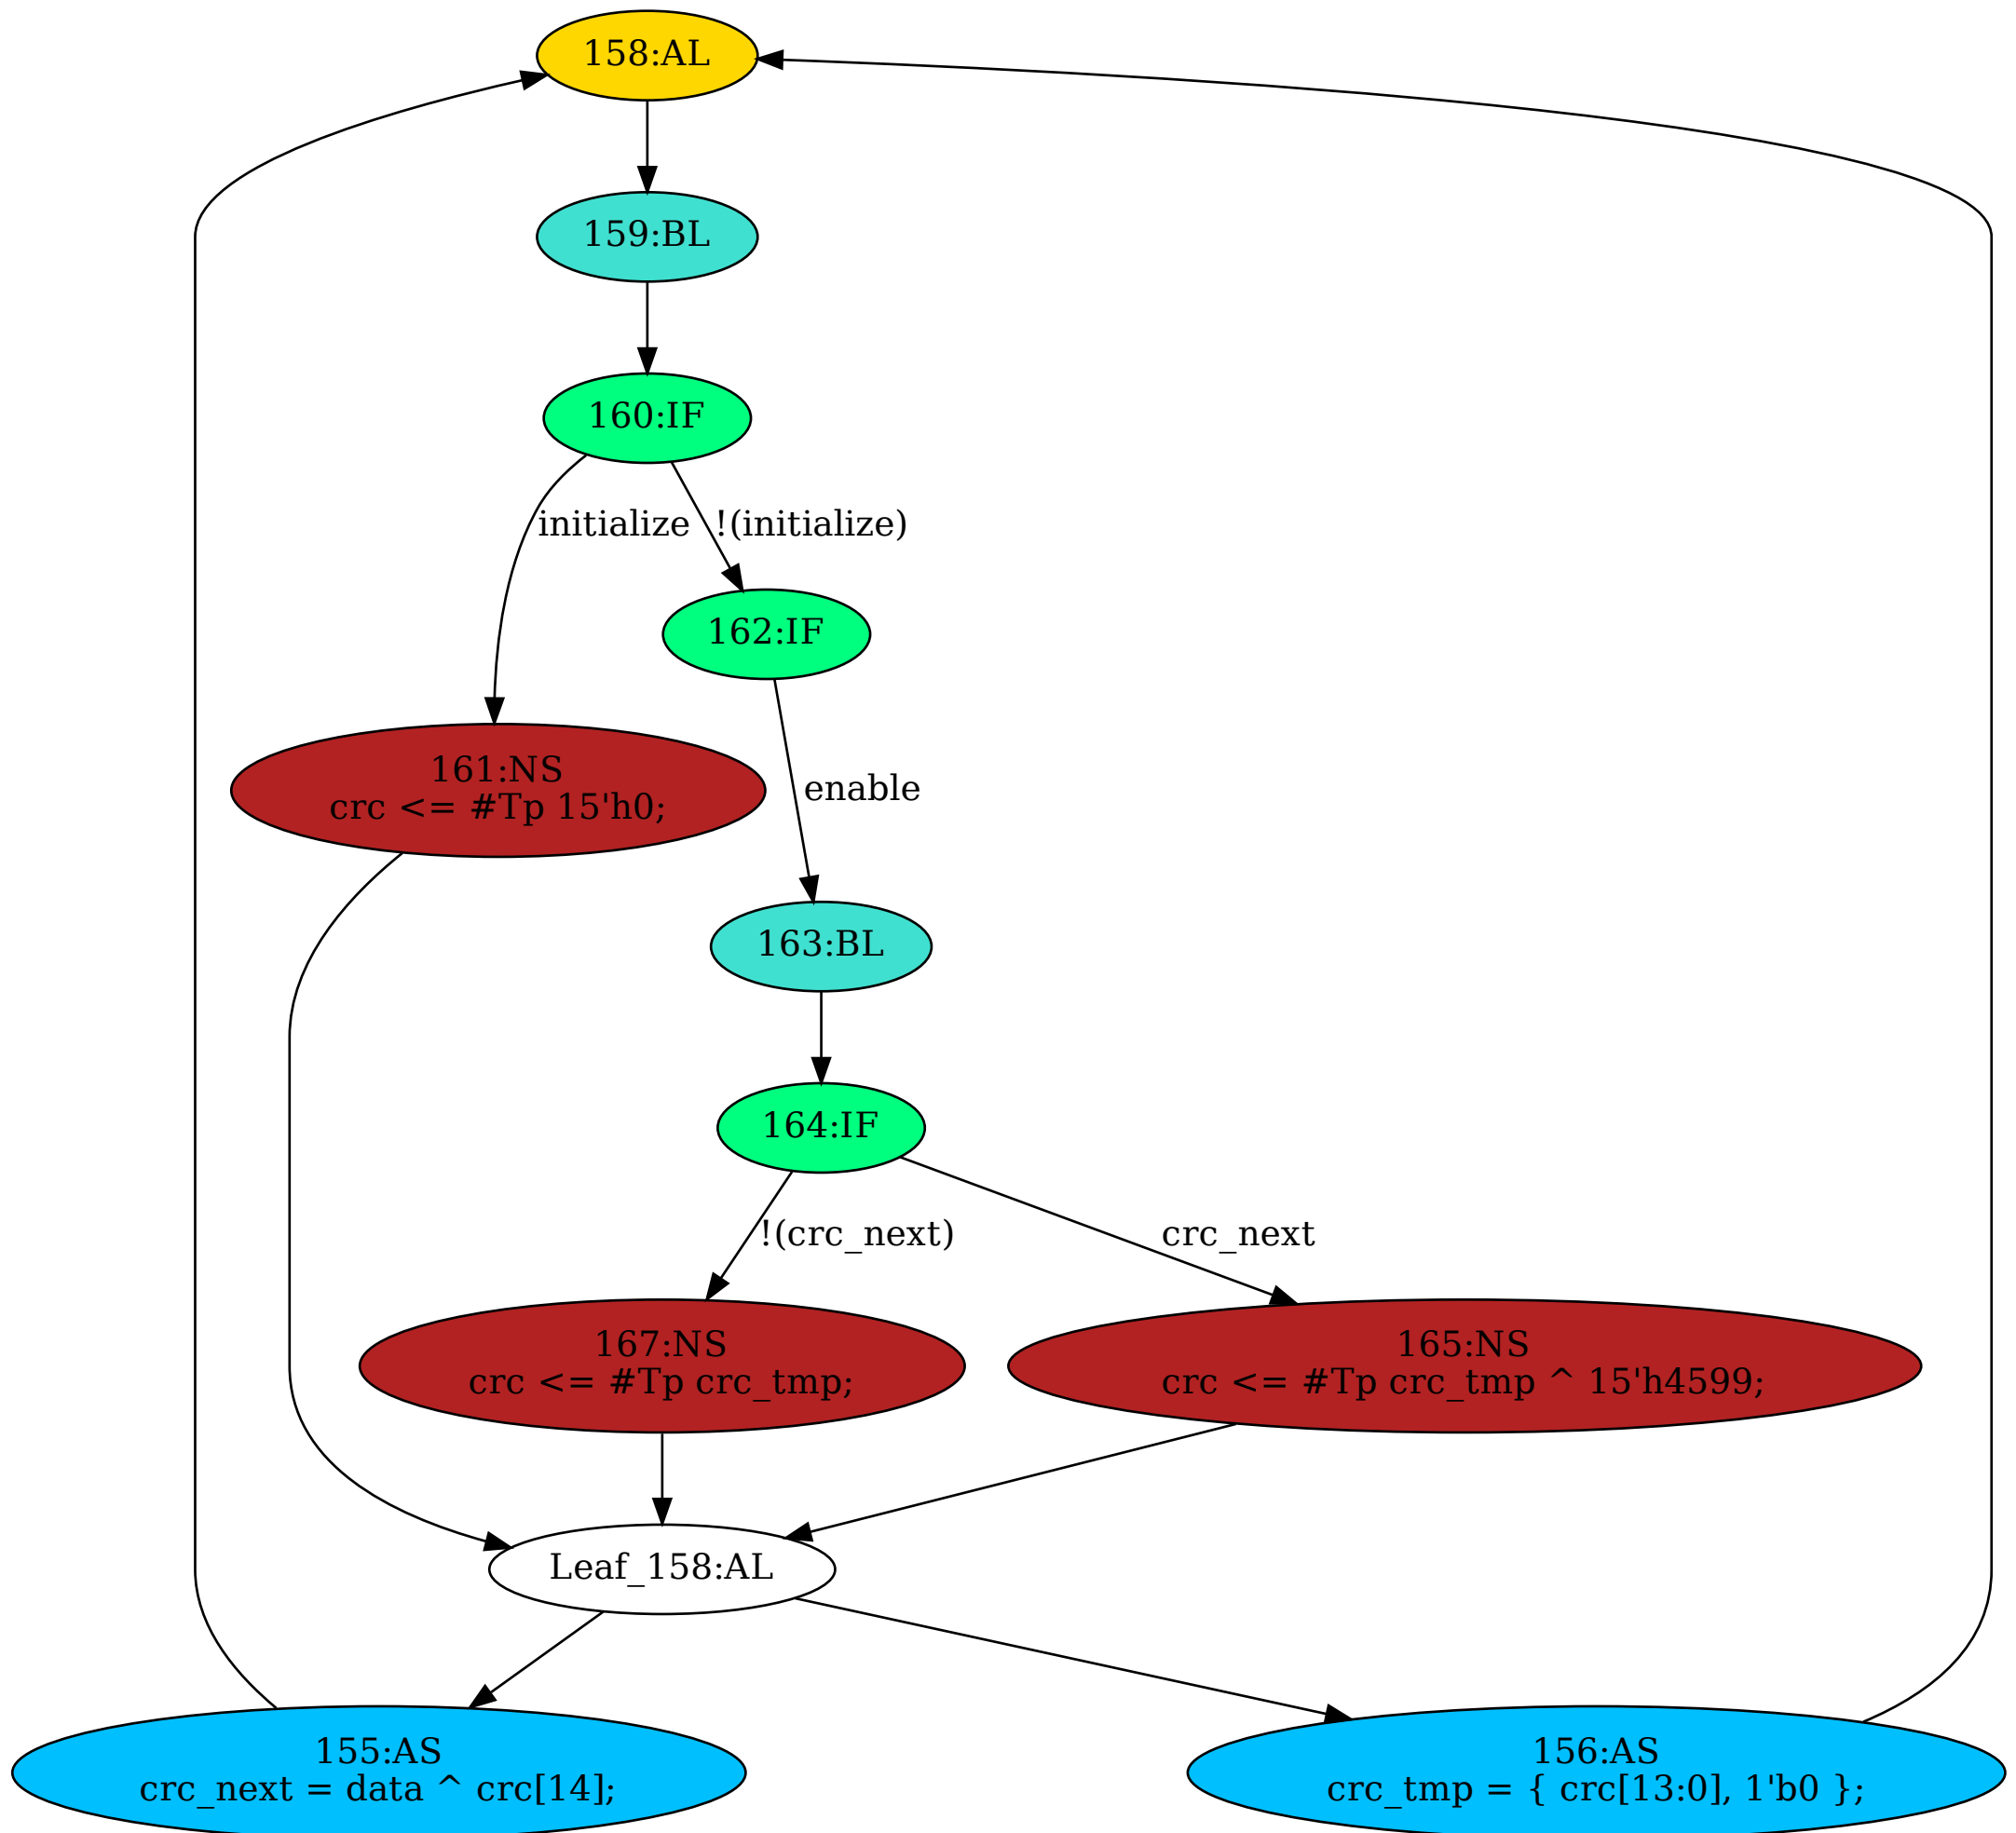 158:AL
159:BL
160:IF
initialize
!(initialize)
162:IF
161:NS
crc <= #Tp 15'h0;
enable
163:BL
164:IF
!(crc_next)
crc_next
167:NS
crc <= #Tp crc_tmp;
165:NS
crc <= #Tp crc_tmp ^ 15'h4599;
Leaf_158:AL
155:AS
crc_next = data ^ crc[14];
156:AS
crc_tmp = { crc[13:0], 1'b0 };